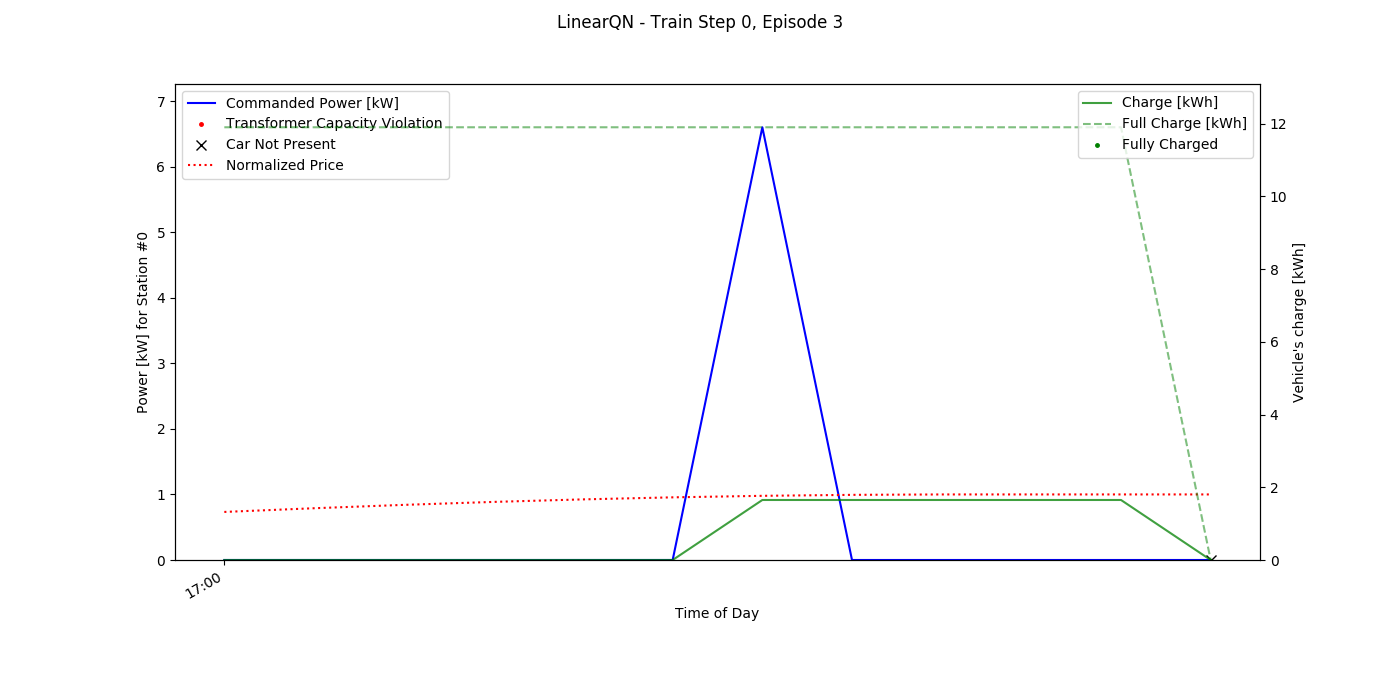 LinearQN - Train Step 0, Episode 3
Commanded Power [kW]
Transformer Capacity Violation
Car Not Present
Normalized Price
Charge [kWh]
Full Charge [kWh]
Fully Charged
7
6
5
4
3
2
1
0
Power [kW] for Station #0
12
10
8
6
4
2
0
Vehicle's charge [kWh]
17:00
Time of Day